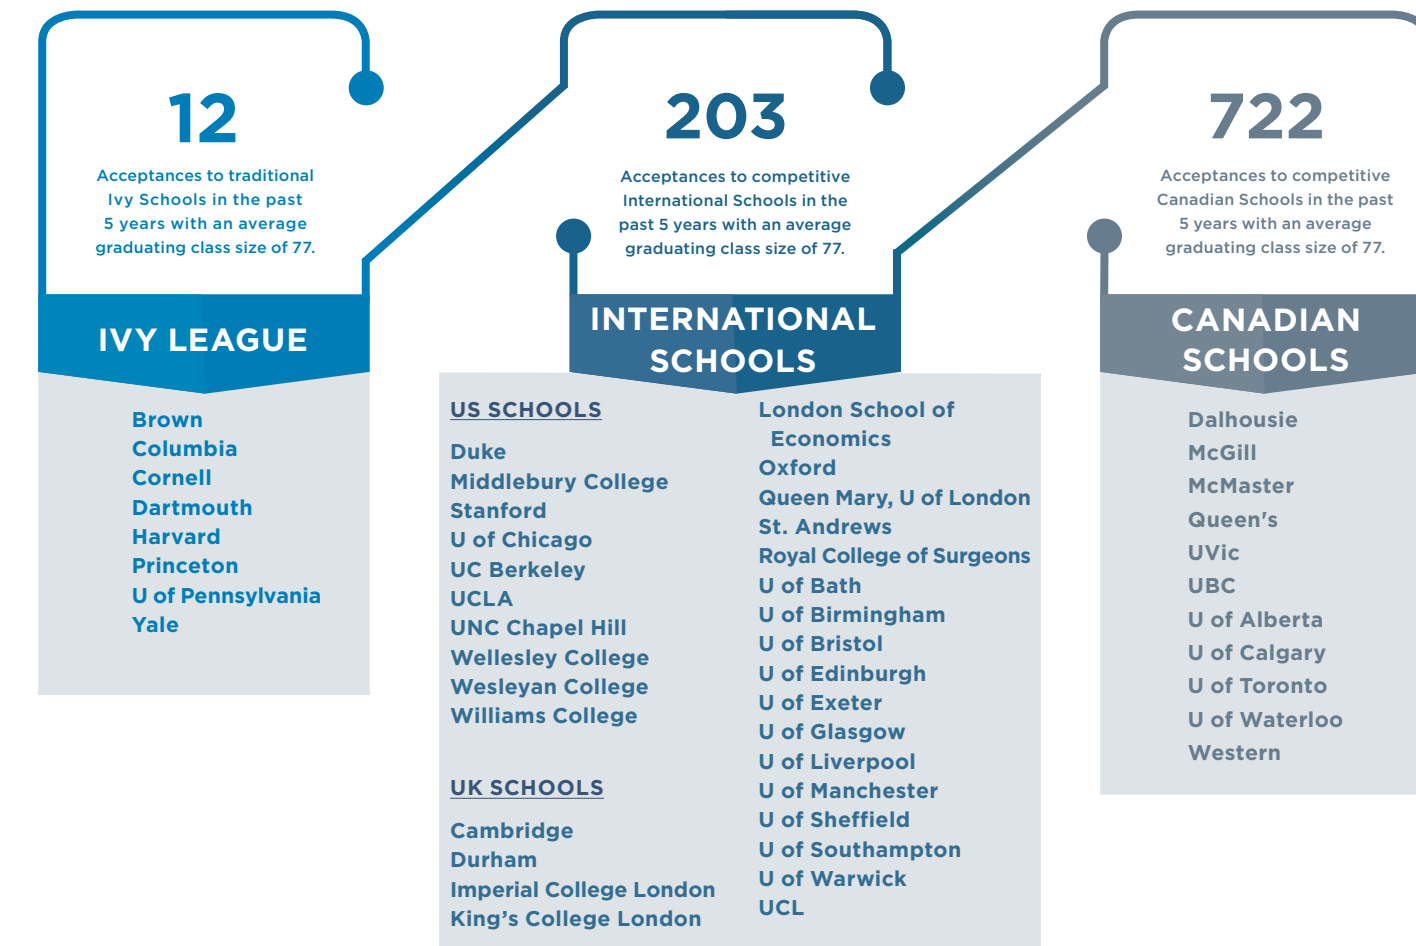 12
Acceptances to traditional
Ivy Schools in the past
5 years with an average
graduating class size of 77.
IVY LEAGUE
Brown
Columbia
Cornell
Dartmouth
Harvard
Princeton
U of Pennsylvania
Yale
203
Acceptances to competitive
International Schools in the
past 5 years with an average
graduating class size of 77.
INTERNATIONAL
SCHOOLS
US SCHOOLS
Duke
Middlebury College
Stanford
U of Chicago
UC Berkeley
UCLA
UNC Chapel Hill
Wellesley College
Wesleyan College
Williams College
UK SCHOOLS
Cambridge
Durham
Imperial College London
King’s College London
London School of
Economics
Oxford
Queen Mary, U of London
St. Andrews
Royal College of Surgeons
U of Bath
U of Birmingham
U of Bristol
U of Edinburgh
U of Exeter
U of Glasgow
U of Liverpool
U of Manchester
U of Sheffield
U of Southampton
U of Warwick
UCL
722
Acceptances to competitive
Canadian Schools in the past
5 years with an average
graduating class size of 77.
CANADIAN
SCHOOLS
Dalhousie
McGill
McMaster
Queen's
UVic
UBC
U of Alberta
U of Calgary
U of Toronto
U of Waterloo
Western